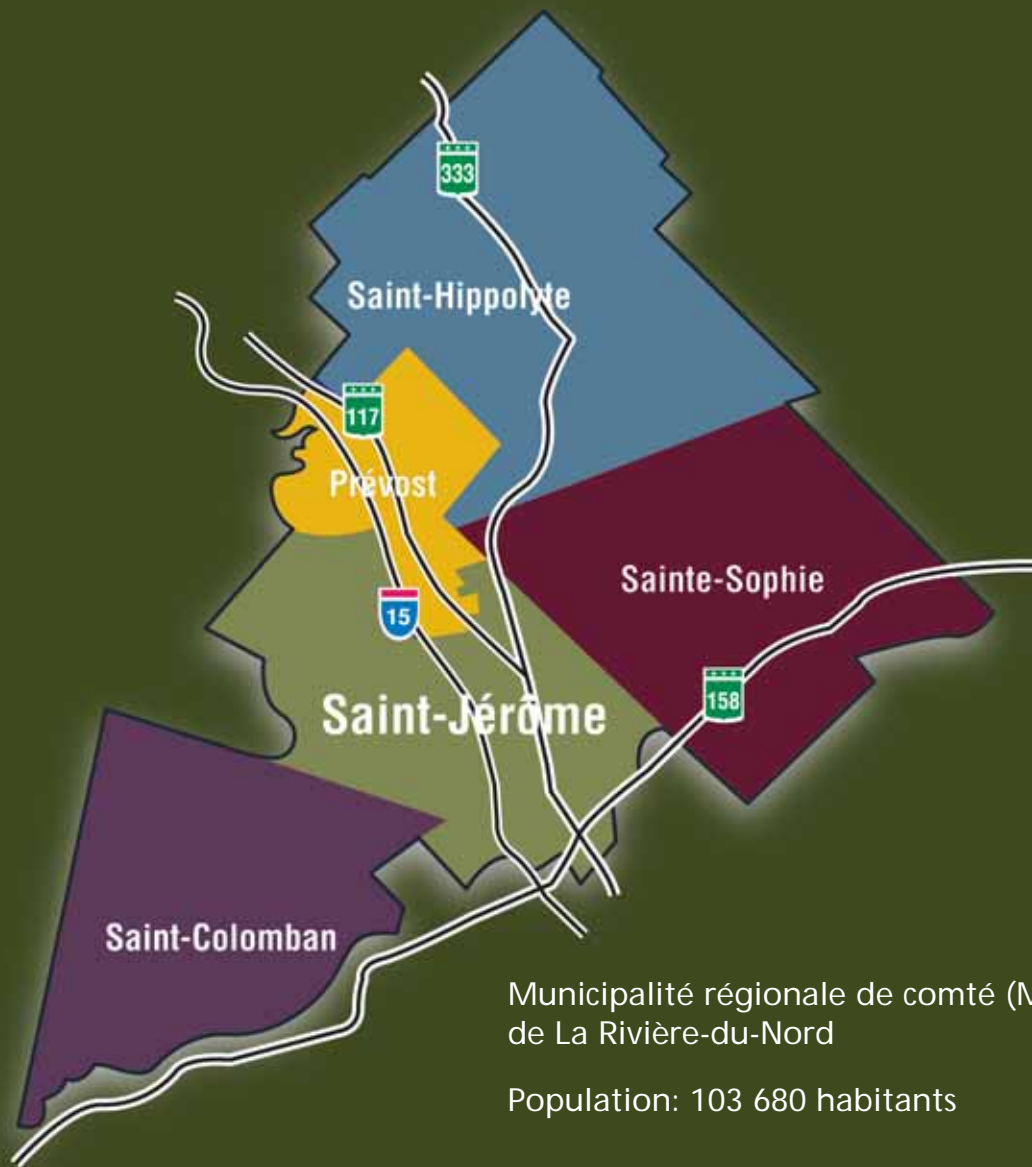 333
Saint-Hippolyte
117
Prévost
Sainte-Sophie
15
158
Saint-Jérôme
Saint-Colomban
Municipalité régionale de comté (M
de La Rivière-du-Nord
Population: 103 680 habitants